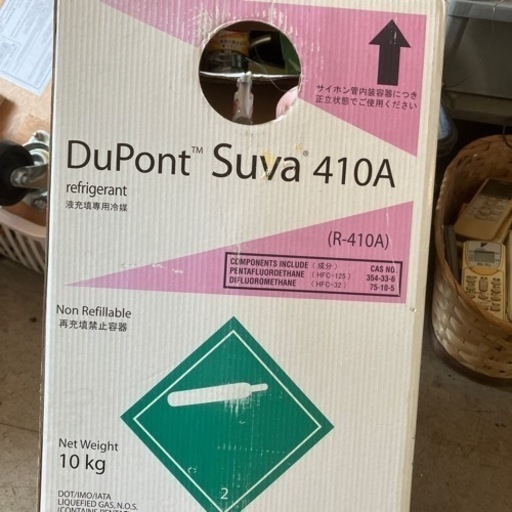 サイホン管内装容器につき
正立状態でご使用ください
DuPont™ Suva® 410A
refrigerant
液充填専用冷媒
(R-410A)
COMPONENTS INCLUDE (成分) CAS NO
PENTAFLUOROETHANE (HFC-125) 354-33-6
DIFLUOROMETHANE (HFC-32) 75-10-5
Non Refillable
再充填禁止容器
Net Weight
10 kg
2
DOT/IMO/IATA
LIQUEFIED GAS, N.O.S.
(CONTAINS